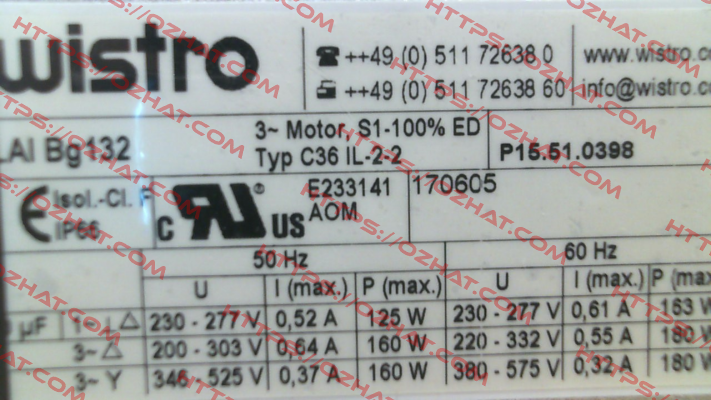 wistro
☎ ++49 (0) 511 72638 0
www.wistro.co
++49 (0) 511 72638 60
info@wistro.c
LAI Bg132
3~ Motor, S1-100% ED
Typ C36 IL-2-2
P15.51.0398
Isol.-Cl. F
IP66
c RU ® US
E233141
AOM
170605
50 Hz 60 Hz
U I (max.) P (max.) U I (max.) P (max.
µF 1~ ⊥△ 230 - 277 V 0,52 A 125 W 230 - 277 V 0,61 A 163 W
3~ △ 200 - 303 V 0,64 A 160 W 220 - 332 V 0,55 A 180 W
3~ Y 346 - 525 V 0,37 A 160 W 380 - 575 V 0,32 A 180 W
HTTPS://OZHAT.COM